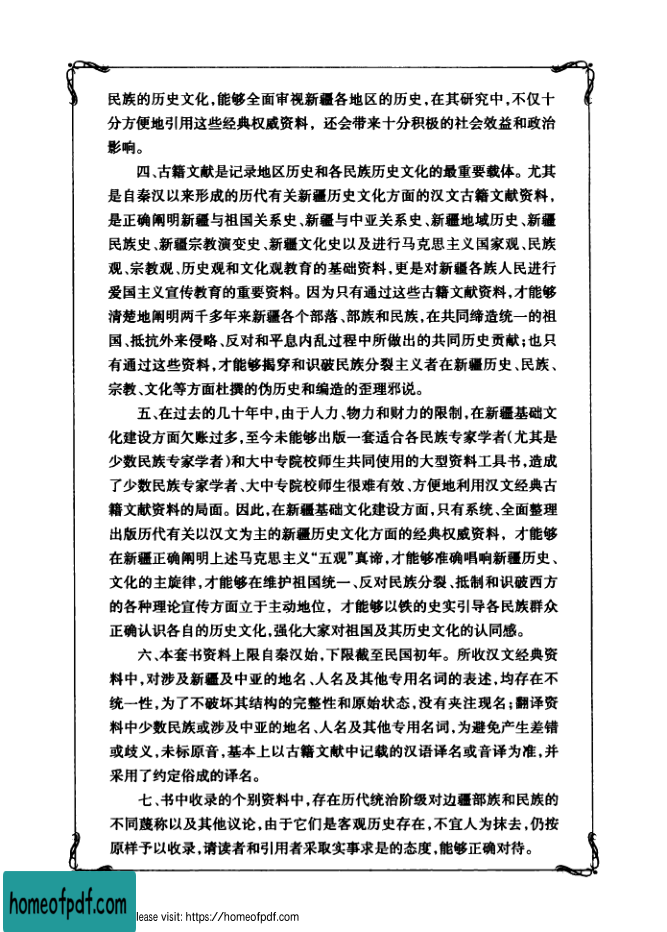 民族的历史文化,能够全面审视新疆各地区的历史,在其研究中,不仅十
分方便地引用这些经典权威资料,还会带来十分积极的社会效益和政治
影响。
四、古籍文献是记录地区历史和各民族历史文化的最重要载体。尤其
是自秦汉以来形成的历代有关新疆历史文化方面的汉文古籍文献资料,
是正确阐明新疆与祖国关系史、新疆与中亚关系史、新疆地域历史、新疆
民族史、新疆宗教演变史、新疆文化史以及进行马克思主义国家观、民族
观、宗教观、历史观和文化观教育的基础资料,更是对新疆各族人民进行
爱国主义宣传教育的重要资料。因为只有通过这些古籍文献资料,才能够
清楚地阐明两千多年来新疆各个部落、部族和民族,在共同缔造统一的祖
国、抵抗外来侵略、反对和平息内乱过程中所做出的共同历史贡献;也只
有通过这些资料,才能够揭穿和识破民族分裂主义者在新疆历史、民族、
宗教、文化等方面杜撰的伪历史和编造的歪理邪说。
五、在过去的几十年中,由于人力、物力和财力的限制,在新疆基础文
化建设方面欠账过多,至今未能够出版一套适合各民族专家学者(尤其是
少数民族专家学者)和大中专院校师生共同使用的大型资料工具书,造成
了少数民族专家学者、大中专院校师生很难有效、方便地利用汉文经典古
籍文献资料的局面。因此,在新疆基础文化建设方面,只有系统、全面整理
出版历代有关以汉文为主的新疆历史文化方面的经典权威资料,才能够
在新疆正确阐明上述马克思主义“五观”真谛,才能够准确唱响新疆历史、
文化的主旋律,才能够在维护祖国统一、反对民族分裂、抵制和识破西方
的各种理论宣传方面立于主动地位,才能够以铁的史实引导各民族群众
正确认识各自的历史文化,强化大家对祖国及其历史文化的认同感。
六、本套书资料上限自秦汉始,下限截至民国初年。所收汉文经典资
料中,对涉及新疆及中亚的地名、人名及其他专用名词的表述,均存在不
统一性,为了不破坏其结构的完整性和原始状态,没有夹注现名;翻译资
料中少数民族或涉及中亚的地名、人名及其他专用名词,为避免产生差错
或歧义,未标原音,基本上以古籍文献中记载的汉语译名或音译为准,并
采用了约定俗成的译名。
七、书中收录的个别资料中,存在历代统治阶级对边疆部族和民族的
不同蔑称以及其他议论,由于它们是客观历史存在,不宜人为抹去,仍按
原样予以收录,请读者和引用者采取实事求是的态度,能够正确对待。
homeofpdf.com
lease visit: https://homeofpdf.com